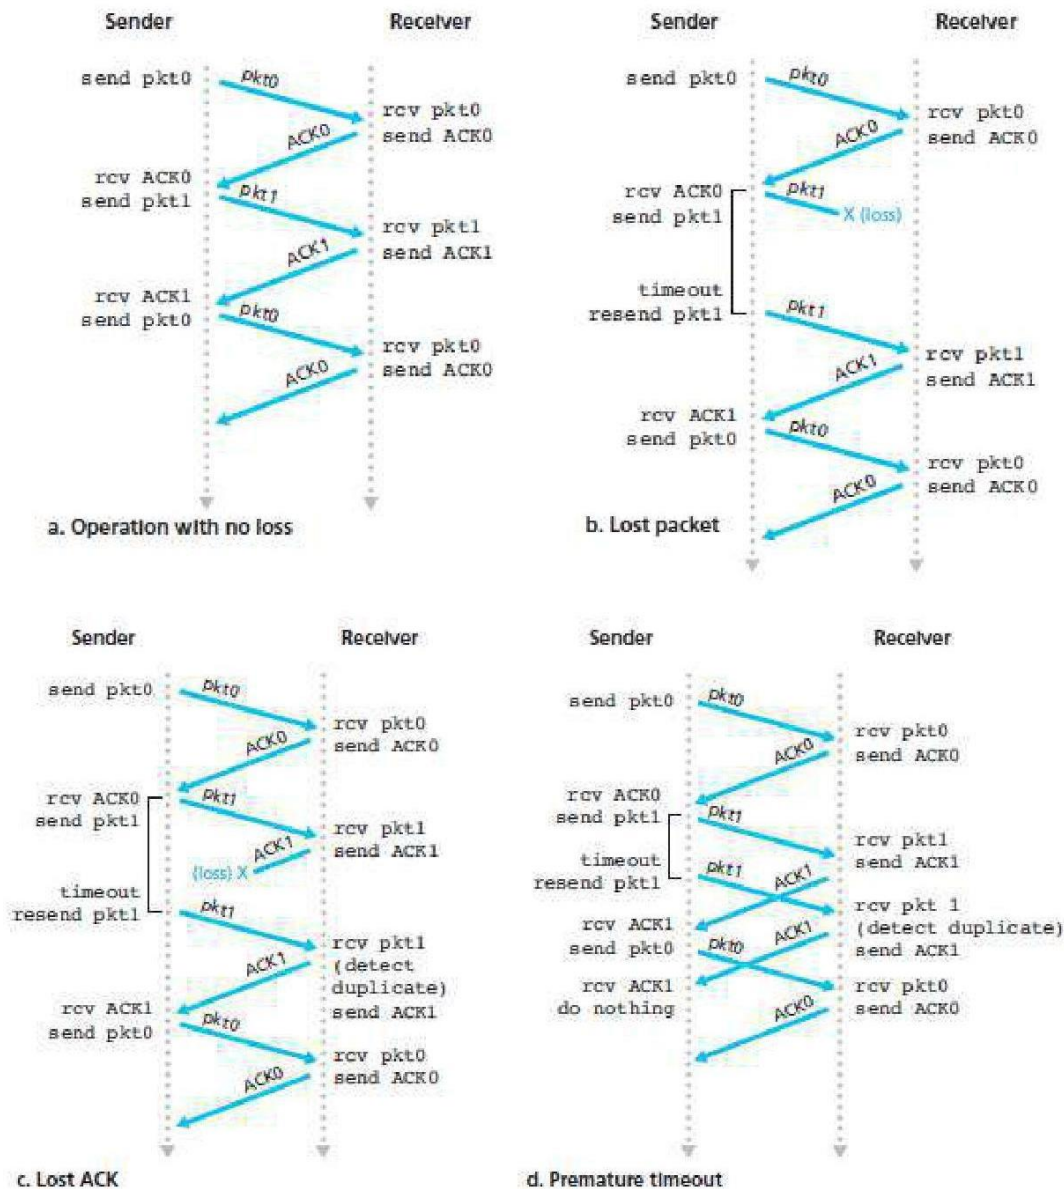 Sender
Receiver
send pkt0
pkt0
rcv pkt0
send ACK0
ACK0
rcv ACK0
send pkt1
pkt1
rcv pkt1
send ACK1
ACK1
rcv ACK1
send pkt0
pkt0
rcv pkt0
send ACK0
ACK0
a. Operation with no loss
Sender
Receiver
send pkt0
pkt0
rcv pkt0
send ACK0
ACK0
rcv ACK0
send pkt1
pkt1
X (loss)
timeout
resend pkt1
pkt1
rcv pkt1
send ACK1
ACK1
rcv ACK1
send pkt0
pkt0
rcv pkt0
send ACK0
ACK0
b. Lost packet
Sender
Receiver
send pkt0
pkt0
rcv pkt0
send ACK0
ACK0
rcv ACK0
send pkt1
pkt1
rcv pkt1
send ACK1
ACK1
(loss) X
timeout
resend pkt1
pkt1
rcv pkt1
(detect
duplicate)
send ACK1
ACK1
rcv ACK1
send pkt0
pkt0
rcv pkt0
send ACK0
ACK0
c. Lost ACK
Sender
Receiver
send pkt0
pkt0
rcv pkt0
send ACK0
ACK0
rcv ACK0
send pkt1
pkt1
rcv pkt1
send ACK1
ACK1
timeout
resend pkt1
pkt1
rcv pkt 1
(detect duplicate)
send ACK1
ACK1
rcv ACK1
send pkt0
pkt0
rcv ACK1
do nothing
rcv pkt0
send ACK0
ACK0
d. Premature timeout